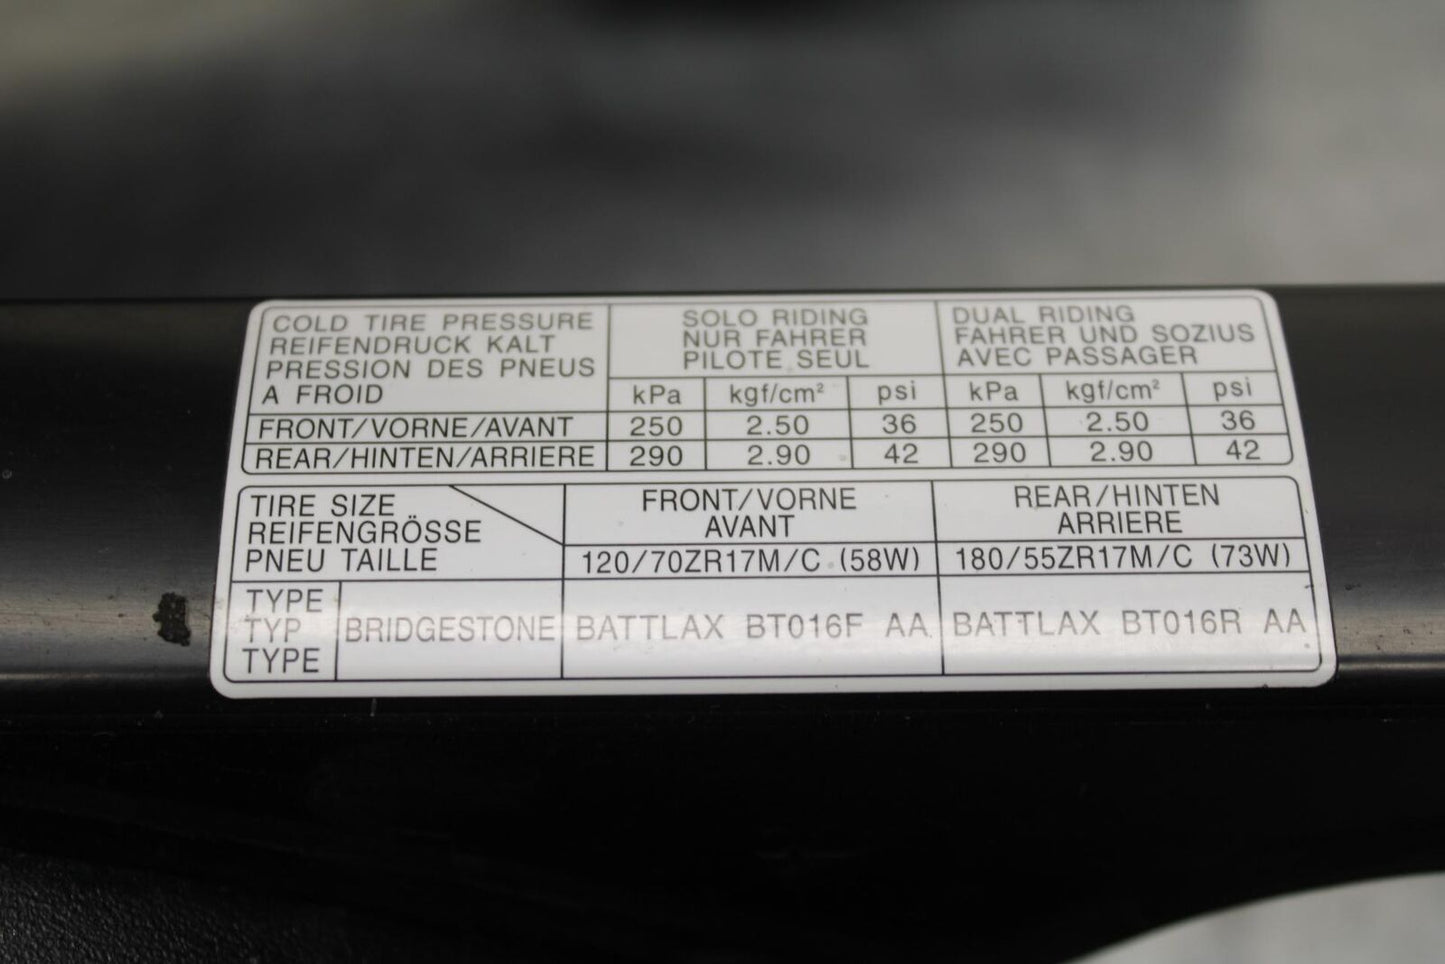 COLD TIRE PRESSURE
REIFENDRUCK KALT
PRESSION DES PNEUS
A FROID
SOLO RIDING
NUR FAHRER
PILOTE SEUL
DUAL RIDING
FAHRER UND SOZIUS
AVEC PASSAGER
kPa kgf/cm² psi kPa kgf/cm² psi
FRONT/VORNE/AVANT 250 2.50 36 250 2.50 36
REAR/HINTEN/ARRIERE 290 2.90 42 290 2.90 42
TIRE SIZE
REIFENGRÖSSE
PNEU TAILLE
FRONT/VORNE
AVANT
REAR/HINTEN
ARRIERE
120/70ZR17M/C (58W) 180/55ZR17M/C (73W)
TYPE
TYP
TYPE
BRIDGESTONE BATTLAX BT016F AA BATTLAX BT016R AA